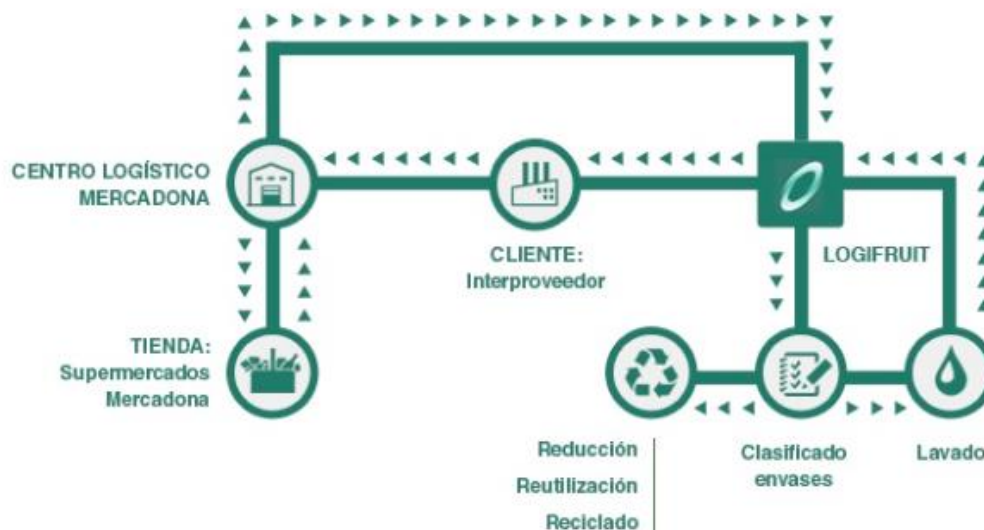 CENTRO LOGÍSTICO
MERCADONA
CLIENTE:
Interproveedor
LOGIFRUIT
TIENDA:
Supermercados
Mercadona
Reducción
Reutilización
Reciclado
Clasificado
envases
Lavado